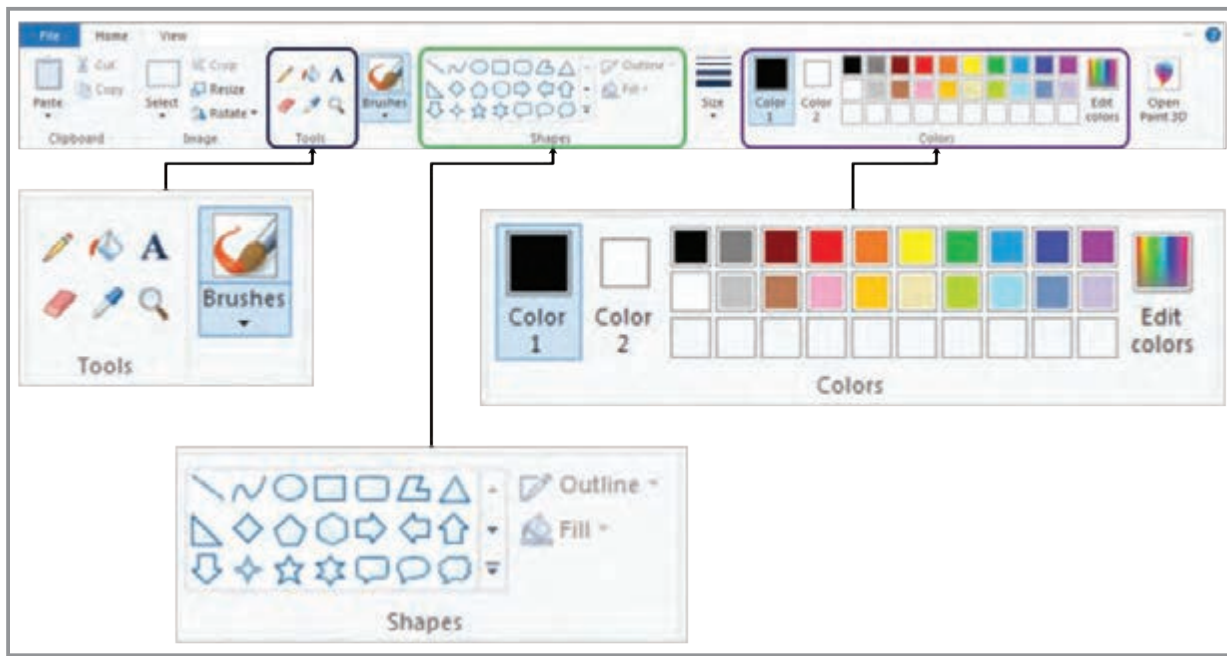 File Home View
Paste
Cut
Copy
Clipboard
Select
Crop
Resize
Rotate
Image
A
Tools
Brushes
Outline
Fill
Shapes
Size
Color 1
Color 2
Edit colors
Colors
Open Paint 3D
A
Brushes
Tools
Color
1
Color
2
Edit
colors
Colors
Outline
Fill
Shapes